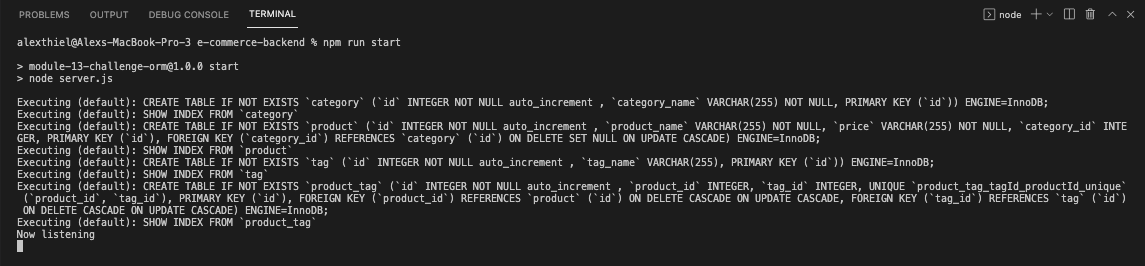 PROBLEMS OUTPUT DEBUG CONSOLE TERMINAL node
alexthiel@Alexs-MacBook-Pro-3 e-commerce-backend % npm run start
> module-13-challenge-orm@1.0.0 start
> node server.js
Executing (default): CREATE TABLE IF NOT EXISTS `category` (`id` INTEGER NOT NULL auto_increment , `category_name` VARCHAR(255) NOT NULL, PRIMARY KEY (`id`)) ENGINE=InnoDB;
Executing (default): SHOW INDEX FROM `category`
Executing (default): CREATE TABLE IF NOT EXISTS `product` (`id` INTEGER NOT NULL auto_increment , `product_name` VARCHAR(255) NOT NULL, `price` VARCHAR(255) NOT NULL, `category_id` INTE
GER, PRIMARY KEY (`id`), FOREIGN KEY (`category_id`) REFERENCES `category` (`id`) ON DELETE SET NULL ON UPDATE CASCADE) ENGINE=InnoDB;
Executing (default): SHOW INDEX FROM `product`
Executing (default): CREATE TABLE IF NOT EXISTS `tag` (`id` INTEGER NOT NULL auto_increment , `tag_name` VARCHAR(255), PRIMARY KEY (`id`)) ENGINE=InnoDB;
Executing (default): SHOW INDEX FROM `tag`
Executing (default): CREATE TABLE IF NOT EXISTS `product_tag` (`id` INTEGER NOT NULL auto_increment , `product_id` INTEGER, `tag_id` INTEGER, UNIQUE `product_tag_tagId_productId_unique`
(`product_id`, `tag_id`), PRIMARY KEY (`id`), FOREIGN KEY (`product_id`) REFERENCES `product` (`id`) ON DELETE CASCADE ON UPDATE CASCADE, FOREIGN KEY (`tag_id`) REFERENCES `tag` (`id`)
ON DELETE CASCADE ON UPDATE CASCADE) ENGINE=InnoDB;
Executing (default): SHOW INDEX FROM `product_tag`
Now listening